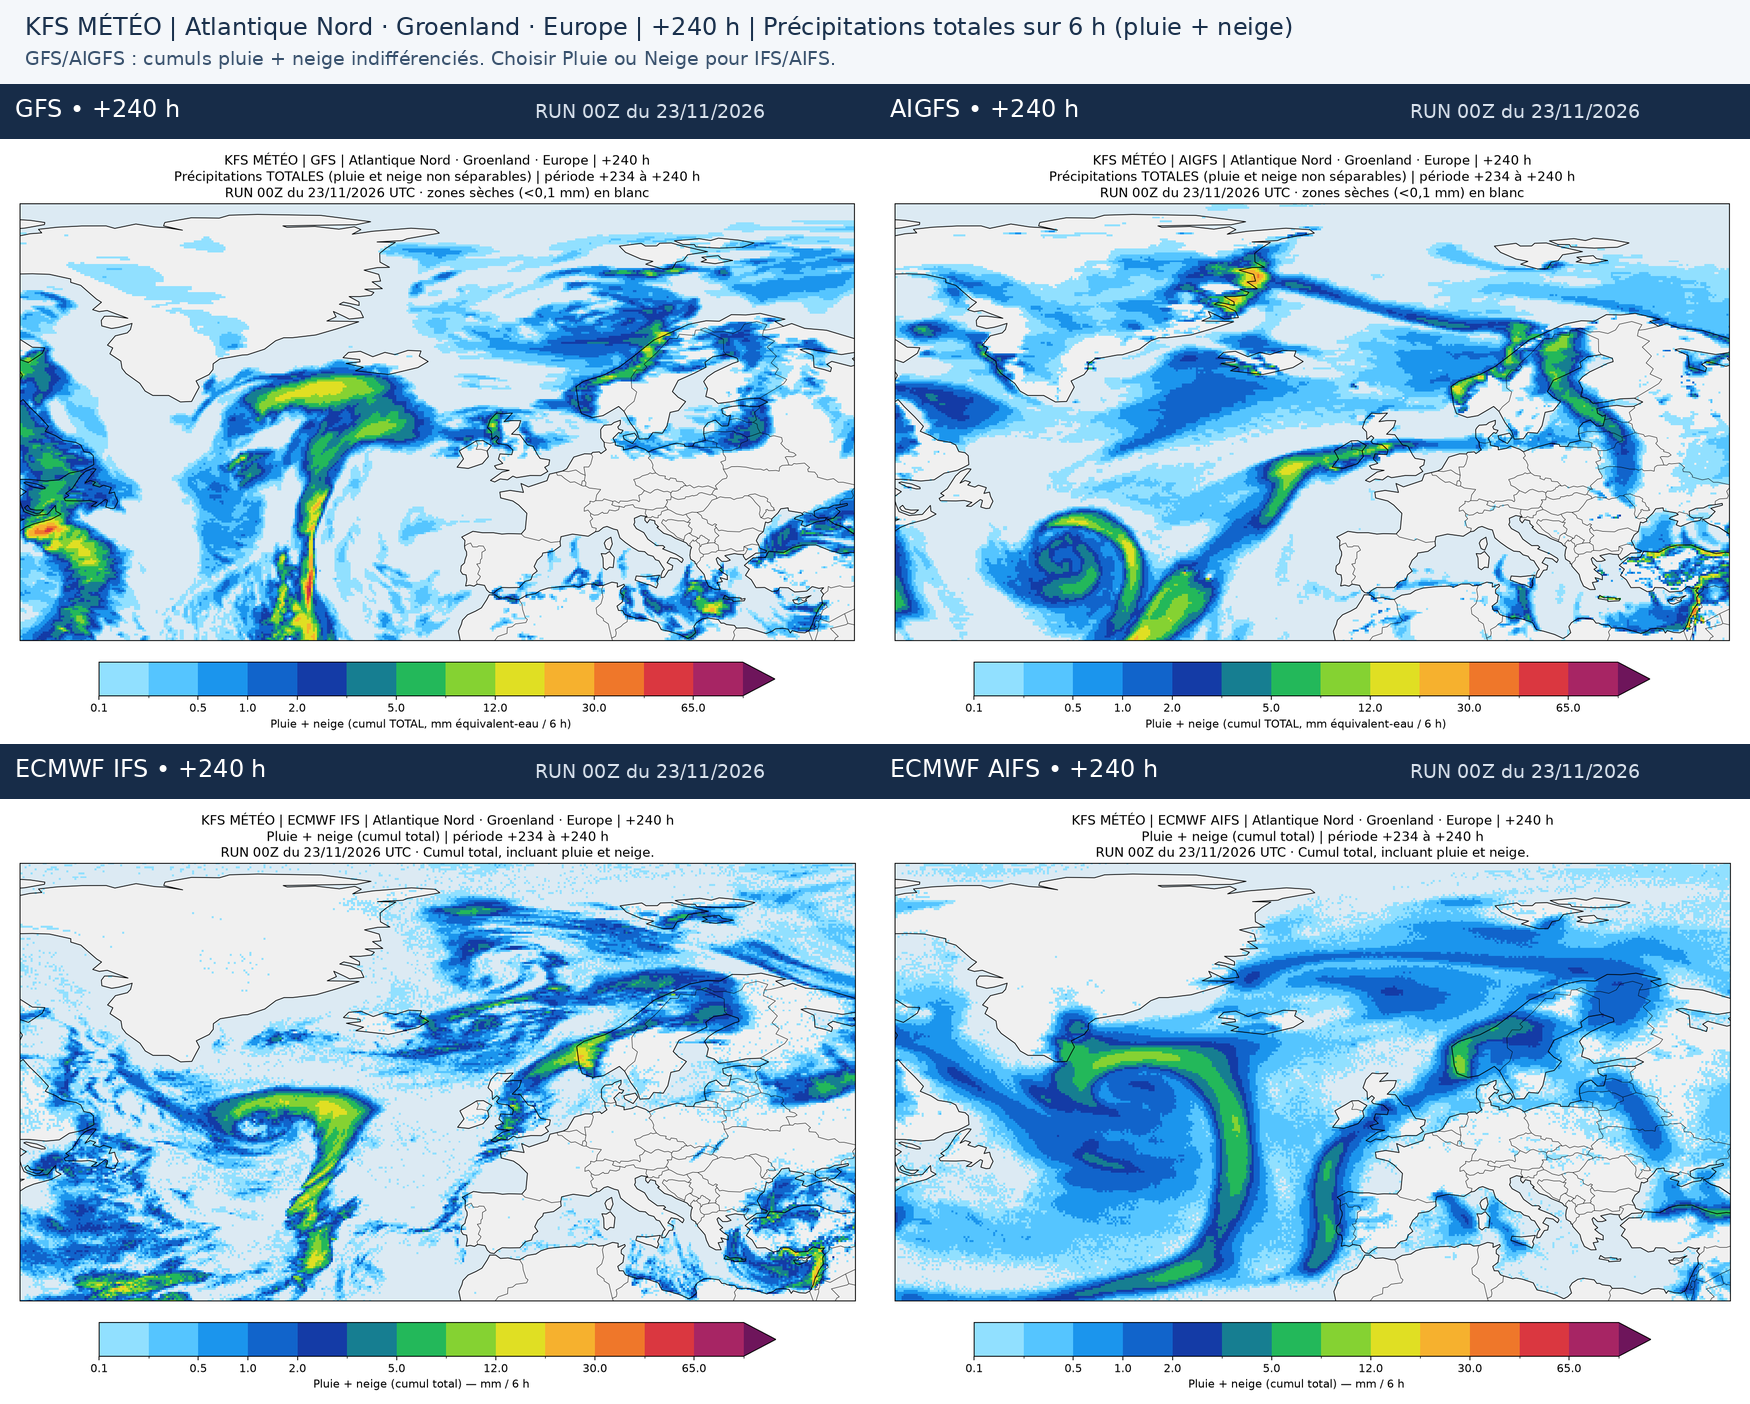 KFS MÉTÉO | Atlantique Nord · Groenland · Europe | +240 h | Précipitations totales sur 6 h (pluie + neige)
GFS/AIGFS : cumuls pluie + neige indifférenciés. Choisir Pluie ou Neige pour IFS/AIFS.
GFS • +240 h
RUN 00Z du 23/11/2026
AIGFS • +240 h
RUN 00Z du 23/11/2026
KFS MÉTÉO | GFS | Atlantique Nord · Groenland · Europe | +240 h
Précipitations TOTALES (pluie et neige non séparables) | période +234 à +240 h
RUN 00Z du 23/11/2026 UTC · zones sèches (<0,1 mm) en blanc
KFS MÉTÉO | AIGFS | Atlantique Nord · Groenland · Europe | +240 h
Précipitations TOTALES (pluie et neige non séparables) | période +234 à +240 h
RUN 00Z du 23/11/2026 UTC · zones sèches (<0,1 mm) en blanc
0.1 0.5 1.0 2.0 5.0 12.0 30.0 65.0
Pluie + neige (cumul TOTAL, mm équivalent-eau / 6 h)
0.1 0.5 1.0 2.0 5.0 12.0 30.0 65.0
Pluie + neige (cumul TOTAL, mm équivalent-eau / 6 h)
ECMWF IFS • +240 h
RUN 00Z du 23/11/2026
ECMWF AIFS • +240 h
RUN 00Z du 23/11/2026
KFS MÉTÉO | ECMWF IFS | Atlantique Nord · Groenland · Europe | +240 h
Pluie + neige (cumul total) | période +234 à +240 h
RUN 00Z du 23/11/2026 UTC · Cumul total, incluant pluie et neige.
KFS MÉTÉO | ECMWF AIFS | Atlantique Nord · Groenland · Europe | +240 h
Pluie + neige (cumul total) | période +234 à +240 h
RUN 00Z du 23/11/2026 UTC · Cumul total, incluant pluie et neige.
0.1 0.5 1.0 2.0 5.0 12.0 30.0 65.0
Pluie + neige (cumul total) — mm / 6 h
0.1 0.5 1.0 2.0 5.0 12.0 30.0 65.0
Pluie + neige (cumul total) — mm / 6 h